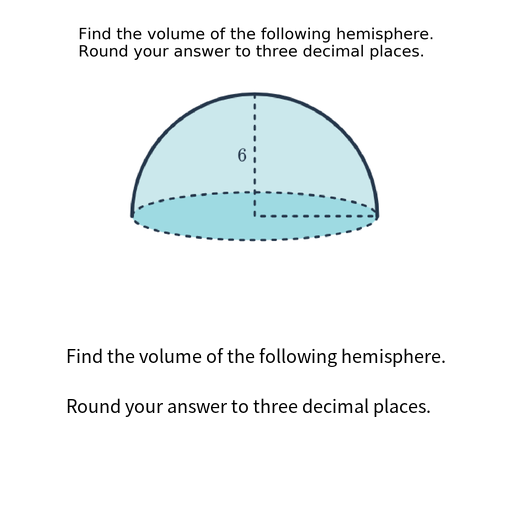 Find the volume of the following hemisphere.
Round your answer to three decimal places.
6
Find the volume of the following hemisphere.
Round your answer to three decimal places.